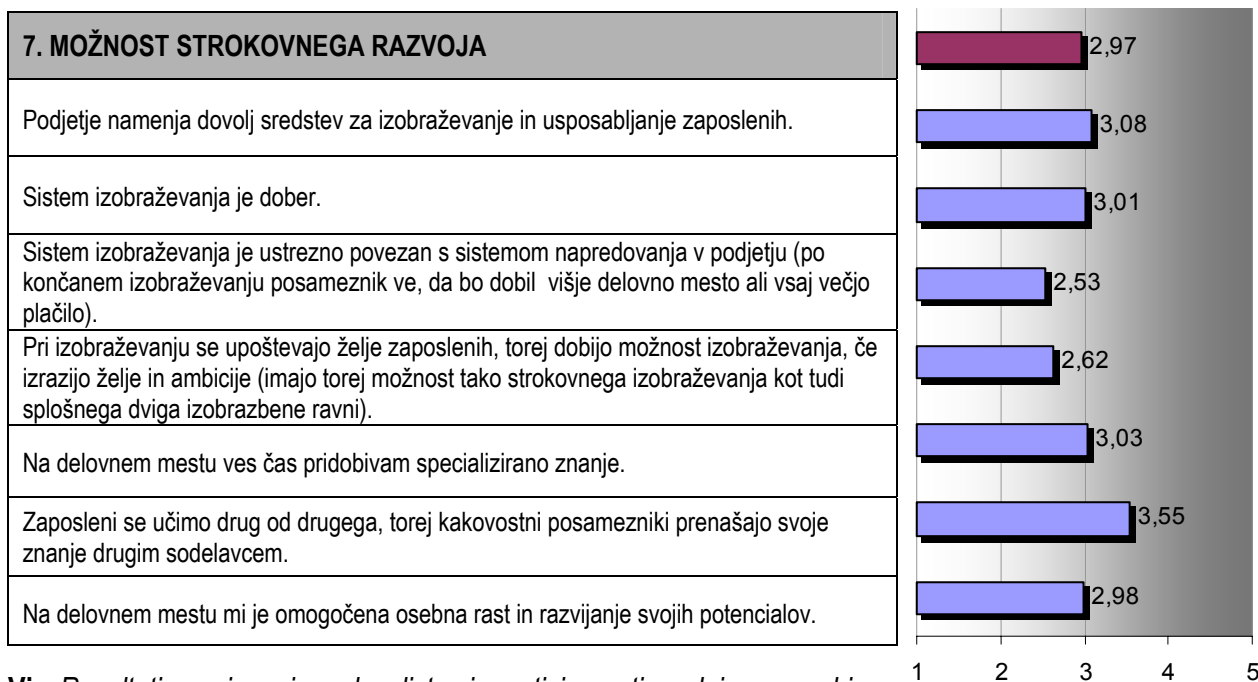 7. MOŽNOST STROKOVNEGA RAZVOJA
2,97
Podjetje namenja dovolj sredstev za izobraževanje in usposabljanje zaposlenih.
3,08
Sistem izobraževanja je dober.
3,01
Sistem izobraževanja je ustrezno povezan s sistemom napredovanja v podjetju (po
končanem izobraževanju posameznik ve, da bo dobil višje delovno mesto ali vsaj večjo
plačilo).
2,53
Pri izobraževanju se upoštevajo želje zaposlenih, torej dobijo možnost izobraževanja, če
izrazijo želje in ambicije (imajo torej možnost tako strokovnega izobraževanja kot tudi
splošnega dviga izobrazbene ravni).
2,62
Na delovnem mestu ves čas pridobivam specializirano znanje.
3,03
Zaposleni se učimo drug od drugega, torej kakovostni posamezniki prenašajo svoje
znanje drugim sodelavcem.
3,55
Na delovnem mestu mi je omogočena osebna rast in razvijanje svojih potencialov.
2,98
1 2 3 4 5